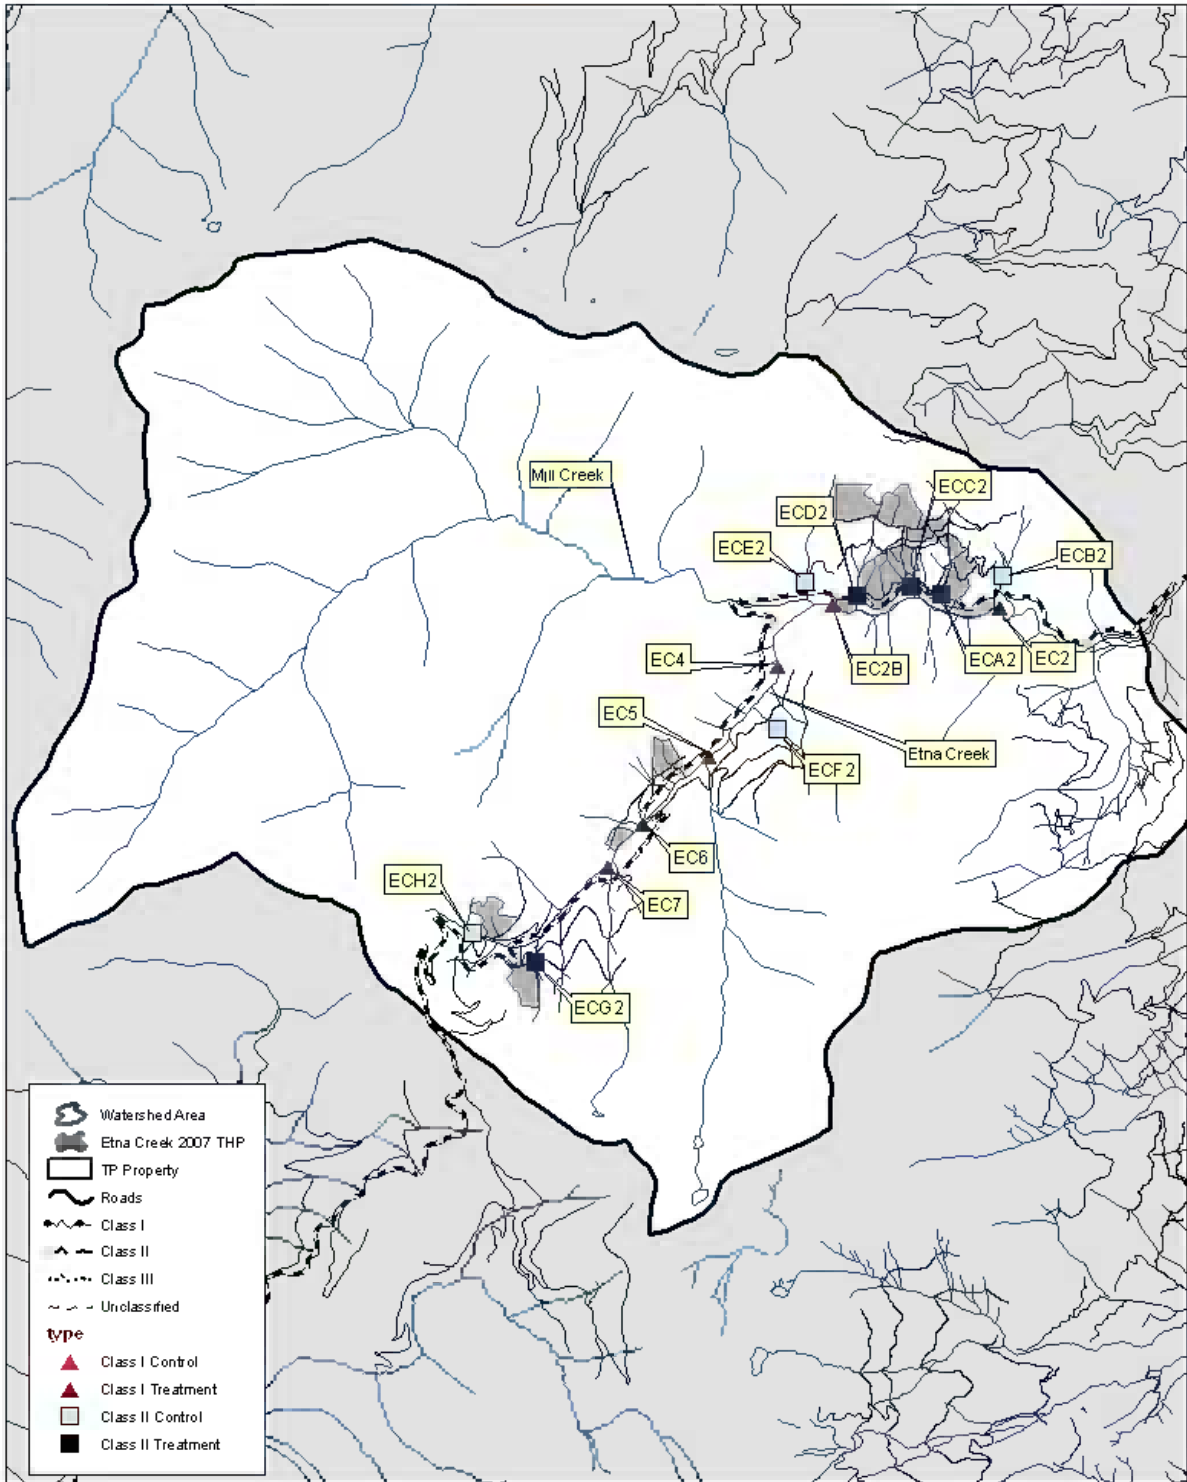 Mill Creek
ECC2
ECD2
ECE2
ECB2
EC4
EC2B
ECA2
EC2
EC5
Etna Creek
ECF2
EC6
ECH2
EC7
ECG2
Watershed Area
Etna Creek 2007 THP
TP Property
Roads
Class I
Class II
Class III
Unclassified
type
Class I Control
Class I Treatment
Class II Control
Class II Treatment